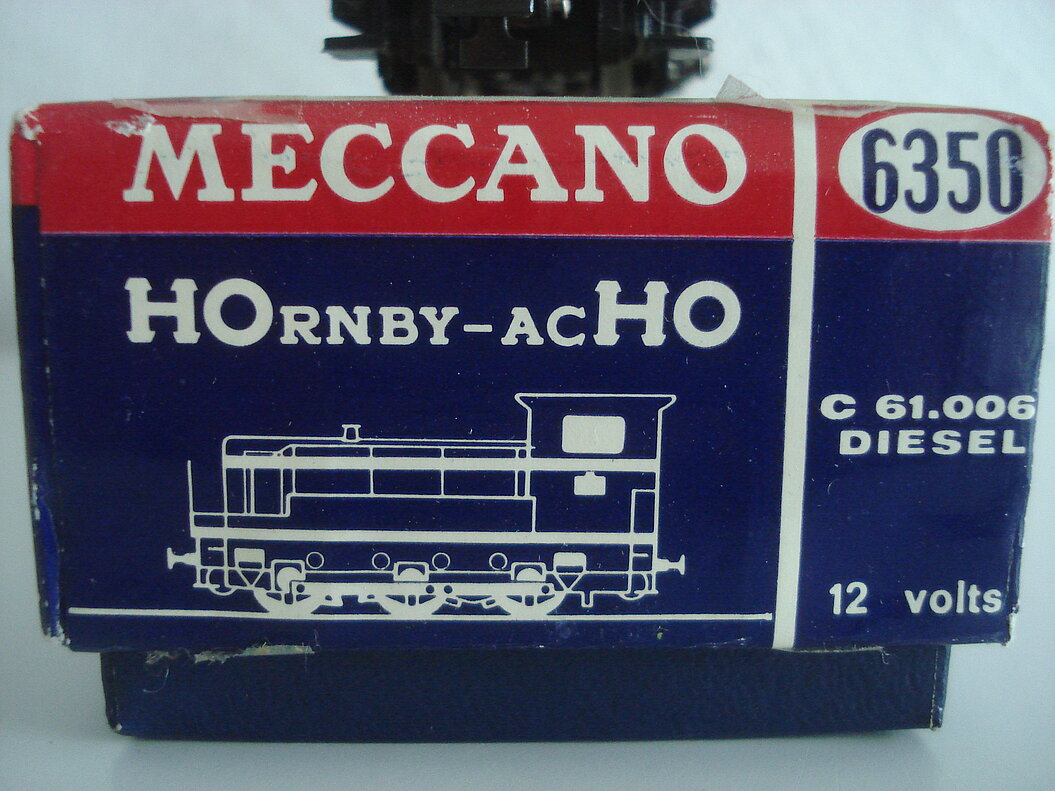 MECCANO
6350
HORNBY-ACHO
C 61.006
DIESEL
12 volts